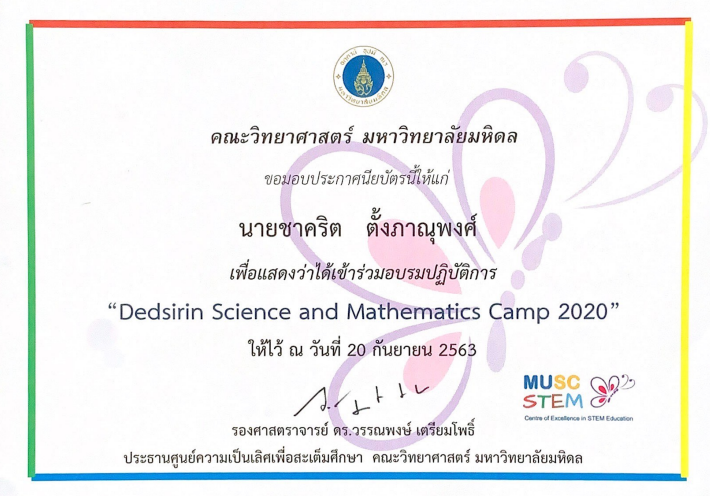 คณะวิทยาศาสตร์ มหาวิทยาลัยมหิดล
ขอมอบประกาศนียบัตรนี้ให้แก่
นายชาคริต ตั้งภาณุพงศ์
เพื่อแสดงว่าได้เข้าร่วมอบรมปฏิบัติการ
“Dedsirin Science and Mathematics Camp 2020”
ให้ไว้ ณ วันที่ 20 กันยายน 2563
MUSC
STEM
Centre of Excellence in STEM Education
รองศาสตราจารย์ ดร.วรรณพงษ์ เตรียมโพธิ์
ประธานศูนย์ความเป็นเลิศเพื่อสะเต็มศึกษา คณะวิทยาศาสตร์ มหาวิทยาลัยมหิดล